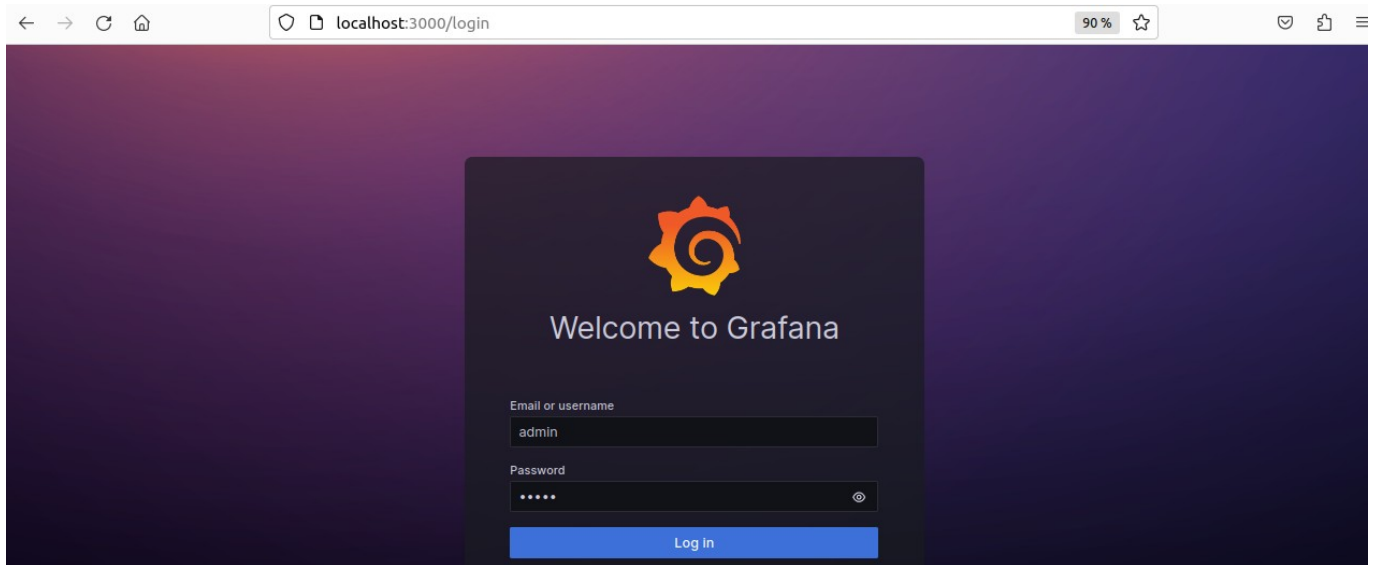 localhost:3000/login
90 %
Welcome to Grafana
Email or username
admin
Password
•••••
Log in